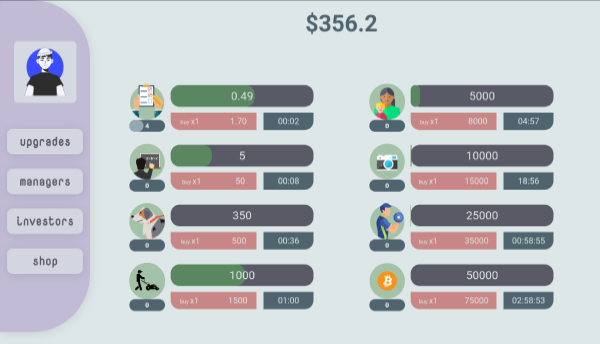 $356.2
upgrades
managers
Investors
shop
0.49
4
buy x1 1.70 00:02
5
0
buy x1 50 00:08
350
0
buy x1 500 00:36
1000
0
buy x1 1500 01:00
5000
0
buy x1 8000 04:57
10000
0
buy x1 15000 18:56
25000
0
buy x1 35000 00:58:55
50000
0
buy x1 75000 02:58:53